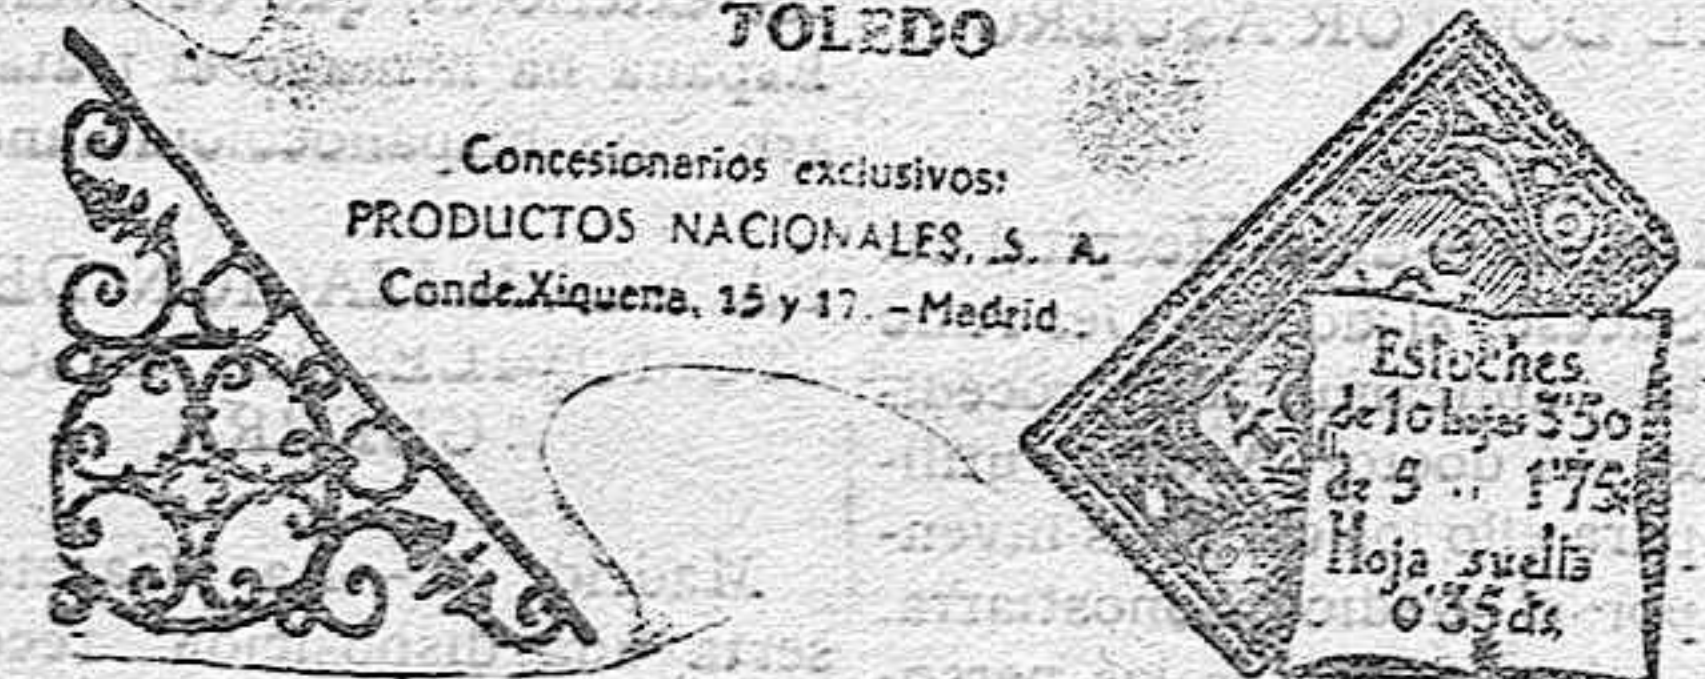 TOLEDO
Concesionarios exclusivos:
PRODUCTOS NACIONALES, S. A.
Conde Xiquena, 15 y 17. - Madrid.
Estuches
de 10 hojas 3'50
de 5 " 1'75
Hoja suelta
0'35 cts,